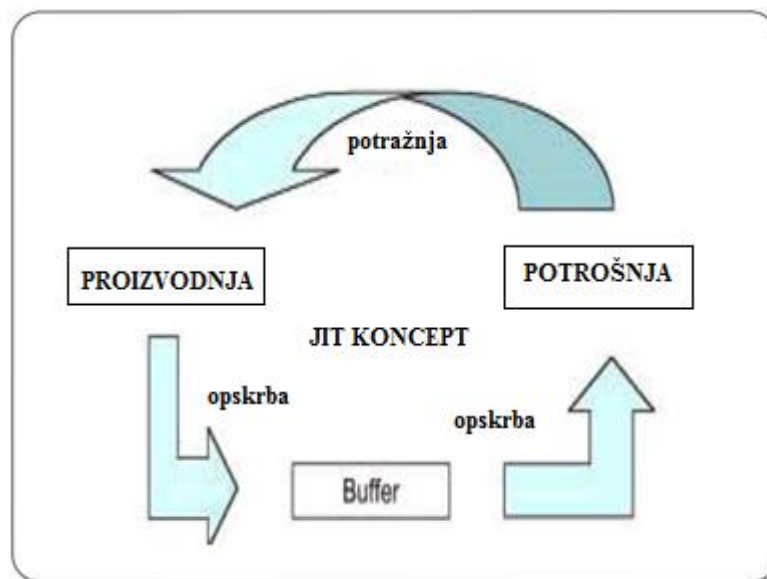 potražnja
PROIZVODNJA
POTROŠNJA
JIT KONCEPT
opskrba
opskrba
Buffer